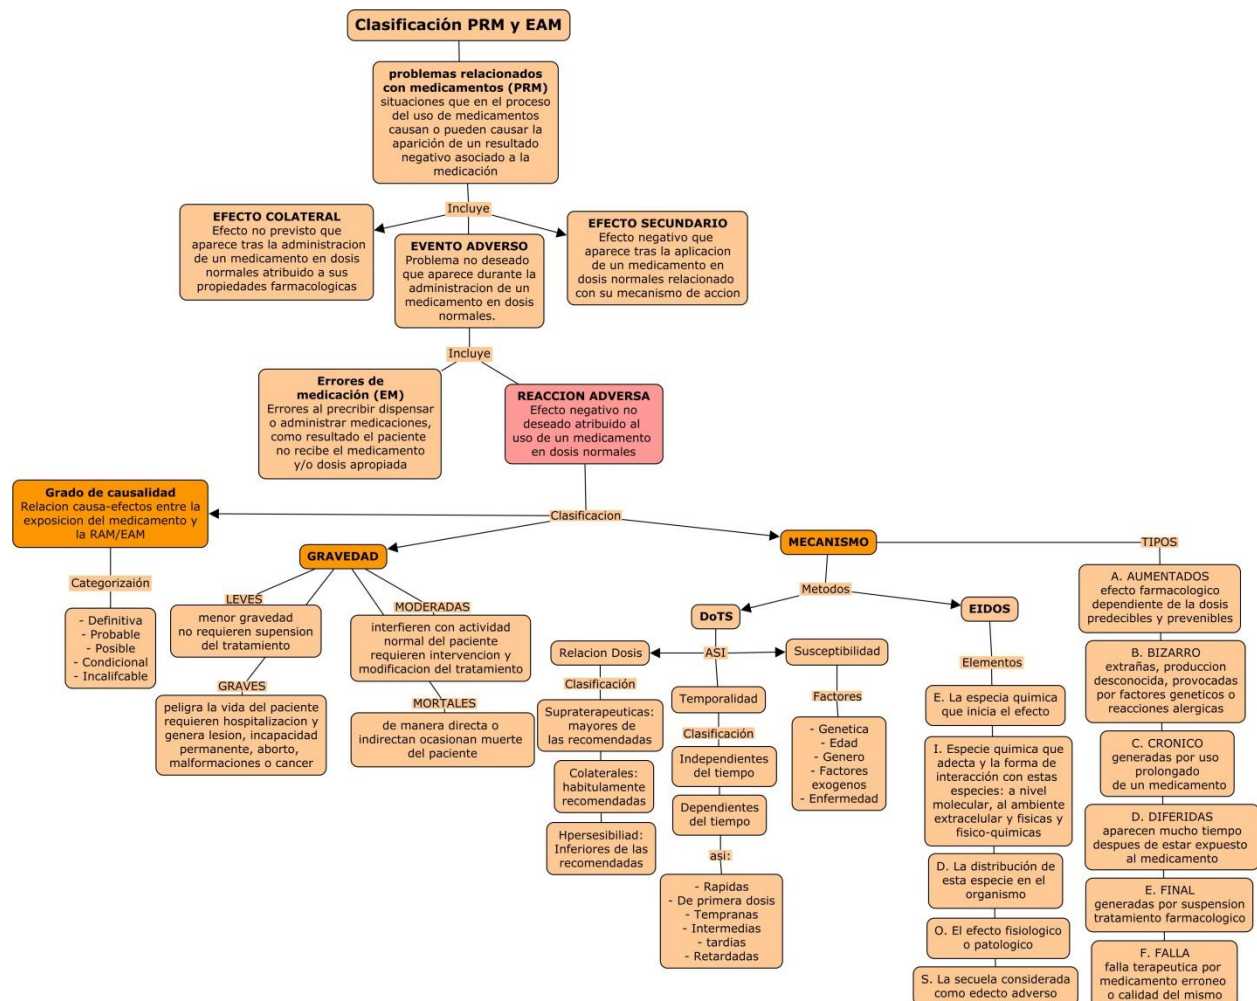 Clasificación PRM y EAM
problemas relacionados
con medicamentos (PRM)
situaciones que en el proceso
del uso de medicamentos
causan o pueden causar la
aparición de un resultado
negativo asociado a la
medicación
Incluye
EFECTO COLATERAL
Efecto no previsto que
aparece tras la administracion
de un medicamento en dosis
normales atribuido a sus
propiedades farmacologicas
EVENTO ADVERSO
Problema no deseado
que aparece durante la
administracion de un
medicamento en dosis
normales.
EFECTO SECUNDARIO
Efecto negativo que
aparece tras la aplicacion
de un medicamento en
dosis normales relacionado
con su mecanismo de accion
Incluye
Errores de
medicación (EM)
Errores al precribir dispensar
o administrar medicaciones,
como resultado el paciente
no recibe el medicamento
y/o dosis apropiada
REACCION ADVERSA
Efecto negativo no
deseado atribuido al
uso de un medicamento
en dosis normales
Clasificacion
Grado de causalidad
Relacion causa-efectos entre la
exposicion del medicamento y
la RAM/EAM
Categorizaión
- Definitiva
- Probable
- Posible
- Condicional
- Incalifcable
GRAVEDAD
LEVES
menor gravedad
no requieren supension
del tratamiento
GRAVES
peligra la vida del paciente
requieren hospitalizacion y
genera lesion, incapacidad
permanente, aborto,
malformaciones o cancer
MODERADAS
interfieren con actividad
normal del paciente
requieren intervencion y
modificacion del tratamiento
MORTALES
de manera directa o
indirectan ocasionan muerte
del paciente
MECANISMO
Metodos
DoTS
ASI
Relacion Dosis
Clasificación
Supraterapeuticas:
mayores de
las recomendadas
Colaterales:
habitulamente
recomendadas
Hpersesibiliad:
Inferiores de las
recomendadas
Temporalidad
Clasificación
Independientes
del tiempo
Dependientes
del tiempo
asi:
- Rapidas
- De primera dosis
- Tempranas
- Intermedias
- tardias
- Retardadas
Susceptibilidad
Factores
- Genetica
- Edad
- Genero
- Factores
exogenos
- Enfermedad
EIDOS
Elementos
E. La especia quimica
que inicia el efecto
I. Especie quimica que
adecta y la forma de
interacción con estas
especies: a nivel
molecular, al ambiente
extracelular y fisicas y
fisico-quimicas
D. La distribución de
esta especie en el
organismo
O. El efecto fisiologico
o patologico
S. La secuela considerada
como edecto adverso
TIPOS
A. AUMENTADOS
efecto farmacologico
dependiente de la dosis
predecibles y prevenibles
B. BIZARRO
extrañas, produccion
desconocida, provocadas
por factores geneticos o
reacciones alergicas
C. CRONICO
generadas por uso
prolongado
de un medicamento
D. DIFERIDAS
aparecen mucho tiempo
despues de estar expuesto
al medicamento
E. FINAL
generadas por suspension
tratamiento farmacologico
F. FALLA
falla terapeutica por
medicamento erroneo
o calidad del mismo